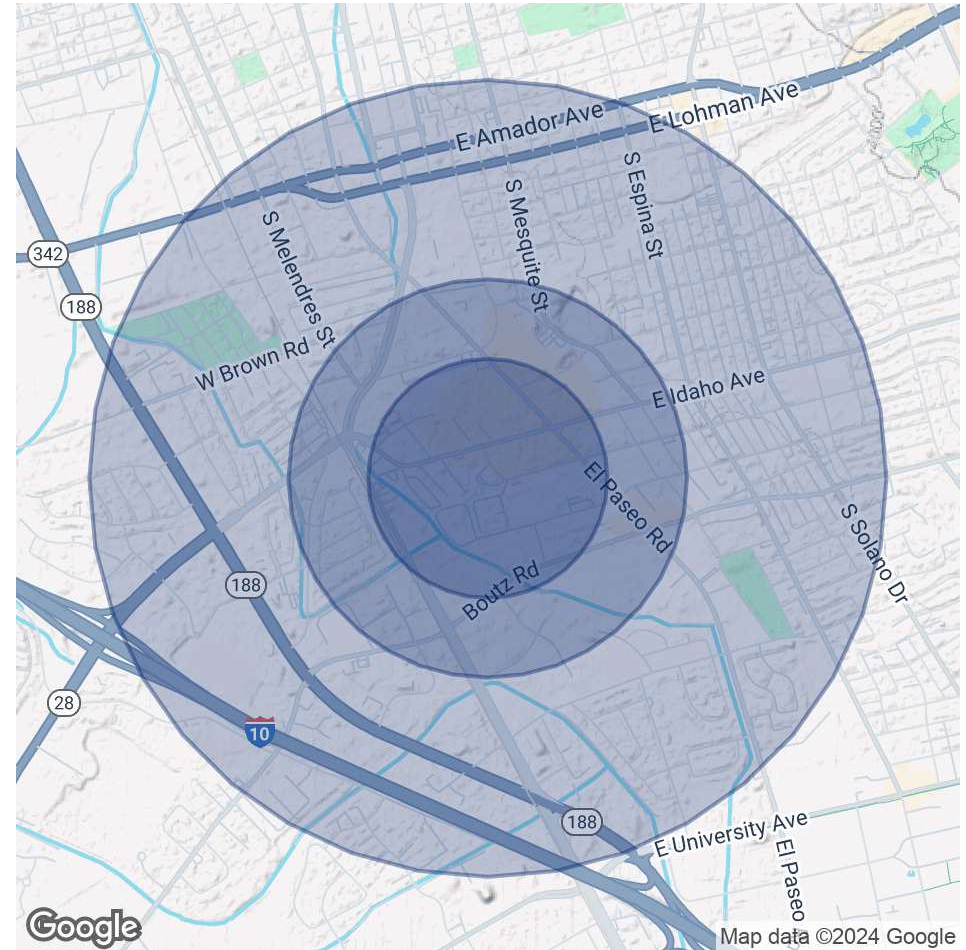 E Amador Ave
E Lohman Ave
S Espina St
S Mesquite St
S Melendres St
342
188
W Brown Rd
E Idaho Ave
El Paseo Rd
S Solano Dr
Boutz Rd
188
28
10
188
E University Ave
El Paseo
Google
Map data ©2024 Google